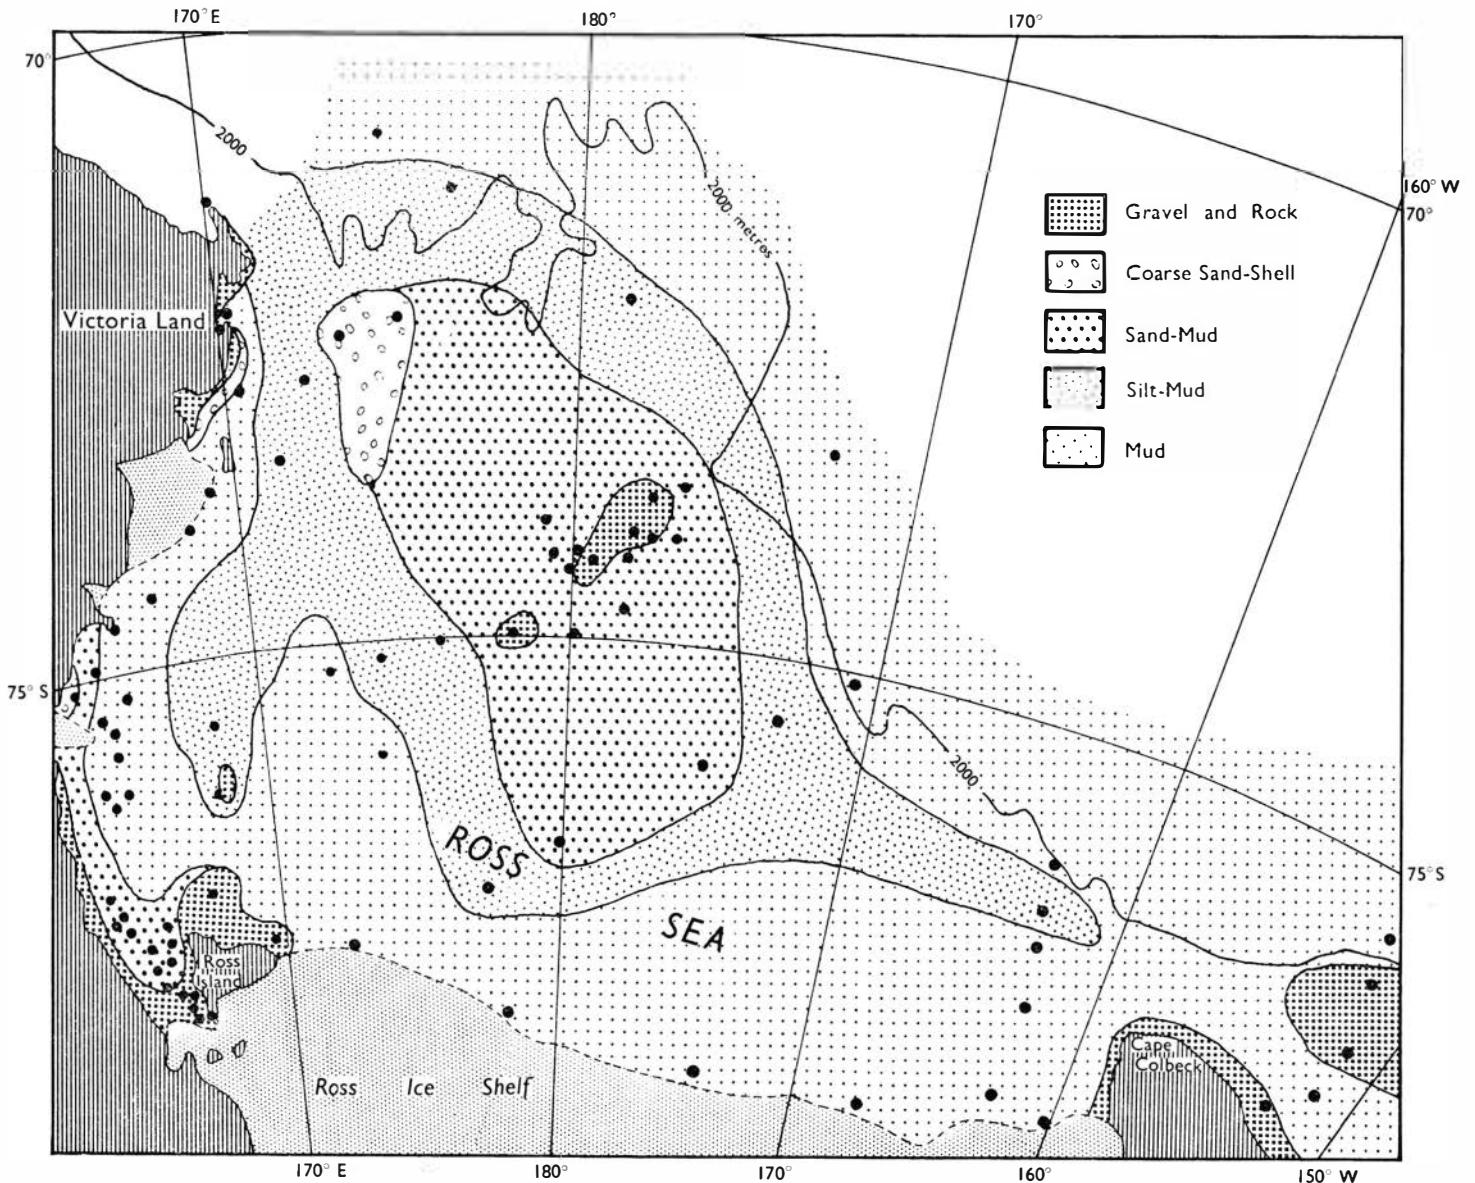 170° E
180°
170°
70°
2000
160° W
70°
2000 metres
Gravel and Rock
Coarse Sand-Shell
Victoria Land
Sand-Mud
Silt-Mud
Mud
75° S
2000
ROSS
75° S
SEA
Ross
Island
Cape
Colbeck
Ross Ice Shelf
170° E
180°
170°
160°
150° W